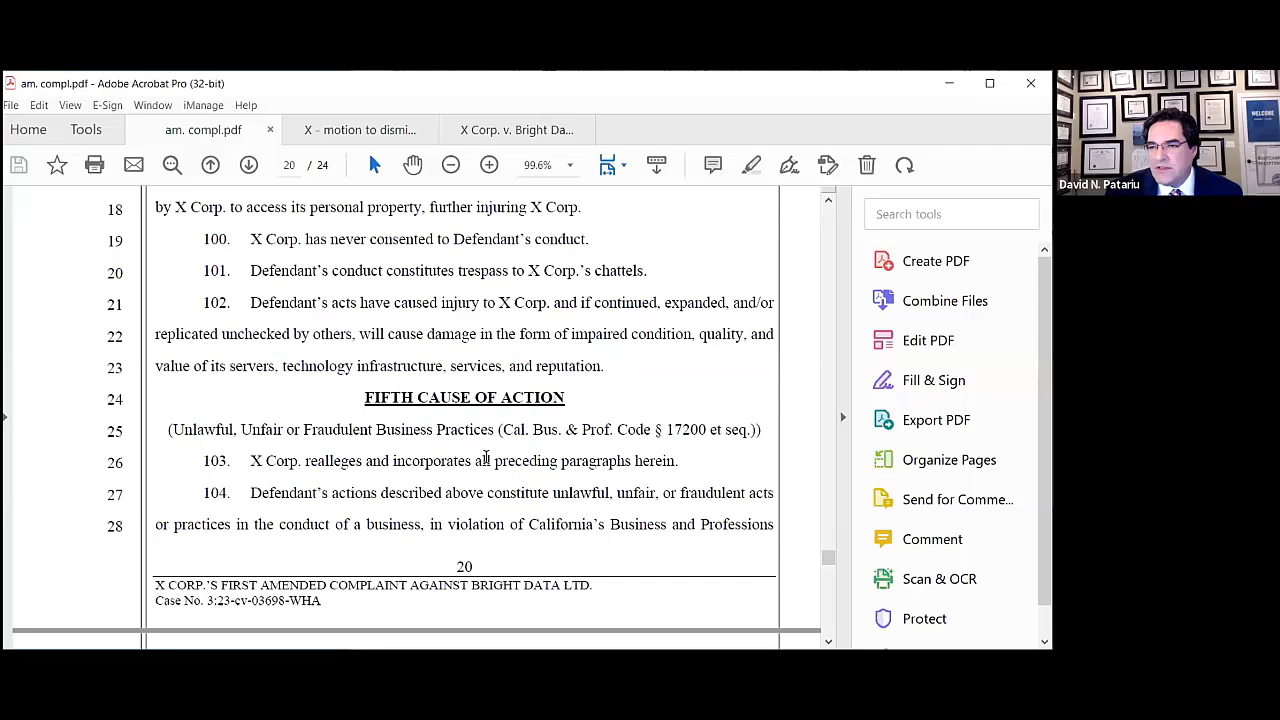 am. compl.pdf - Adobe Acrobat Pro (32-bit)
File Edit View E-Sign Window iManage Help
Home Tools am. compl.pdf × X - motion to dismi... X Corp. v. Bright Da...
20 / 24 99.6%
18 by X Corp. to access its personal property, further injuring X Corp.
19 100. X Corp. has never consented to Defendant's conduct.
20 101. Defendant's conduct constitutes trespass to X Corp.'s chattels.
21 102. Defendant's acts have caused injury to X Corp. and if continued, expanded, and/or
22 replicated unchecked by others, will cause damage in the form of impaired condition, quality, and
23 value of its servers, technology infrastructure, services, and reputation.
24 FIFTH CAUSE OF ACTION
25 (Unlawful, Unfair or Fraudulent Business Practices (Cal. Bus. & Prof. Code § 17200 et seq.))
26 103. X Corp. realleges and incorporates all preceding paragraphs herein.
27 104. Defendant's actions described above constitute unlawful, unfair, or fraudulent acts
28 or practices in the conduct of a business, in violation of California's Business and Professions
20
X CORP.'S FIRST AMENDED COMPLAINT AGAINST BRIGHT DATA LTD.
Case No. 3:23-cv-03698-WHA
Search tools
Create PDF
Combine Files
Edit PDF
Fill & Sign
Export PDF
Organize Pages
Send for Comme...
Comment
Scan & OCR
Protect
WELCOME
David N. Patariu